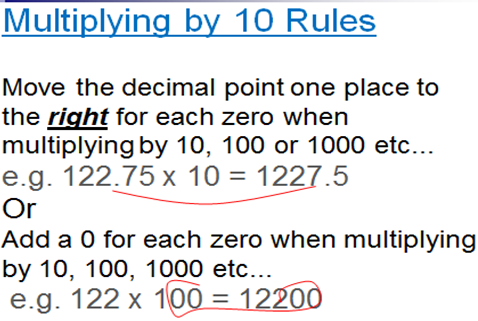 Multiplying by 10 Rules
Move the decimal point one place to
the right for each zero when
multiplying by 10, 100 or 1000 etc...
e.g. 122.75 x 10 = 1227.5
Or
Add a 0 for each zero when multiplying
by 10, 100, 1000 etc...
e.g. 122 x 100 = 12200